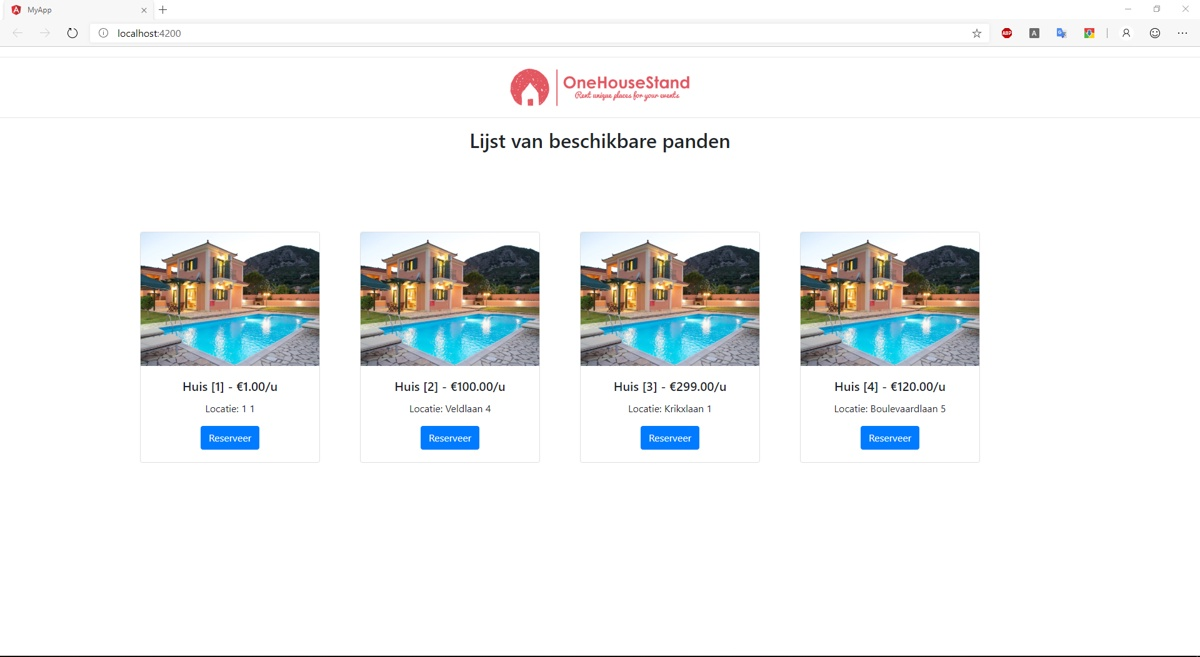 MyApp
localhost:4200
ABP
A
OneHouseStand
Rent unique places for your events
Lijst van beschikbare panden
Huis [1] - €1.00/u
Locatie: 1 1
Reserveer
Huis [2] - €100.00/u
Locatie: Veldlaan 4
Reserveer
Huis [3] - €299.00/u
Locatie: Krikxlaan 1
Reserveer
Huis [4] - €120.00/u
Locatie: Boulevaardlaan 5
Reserveer